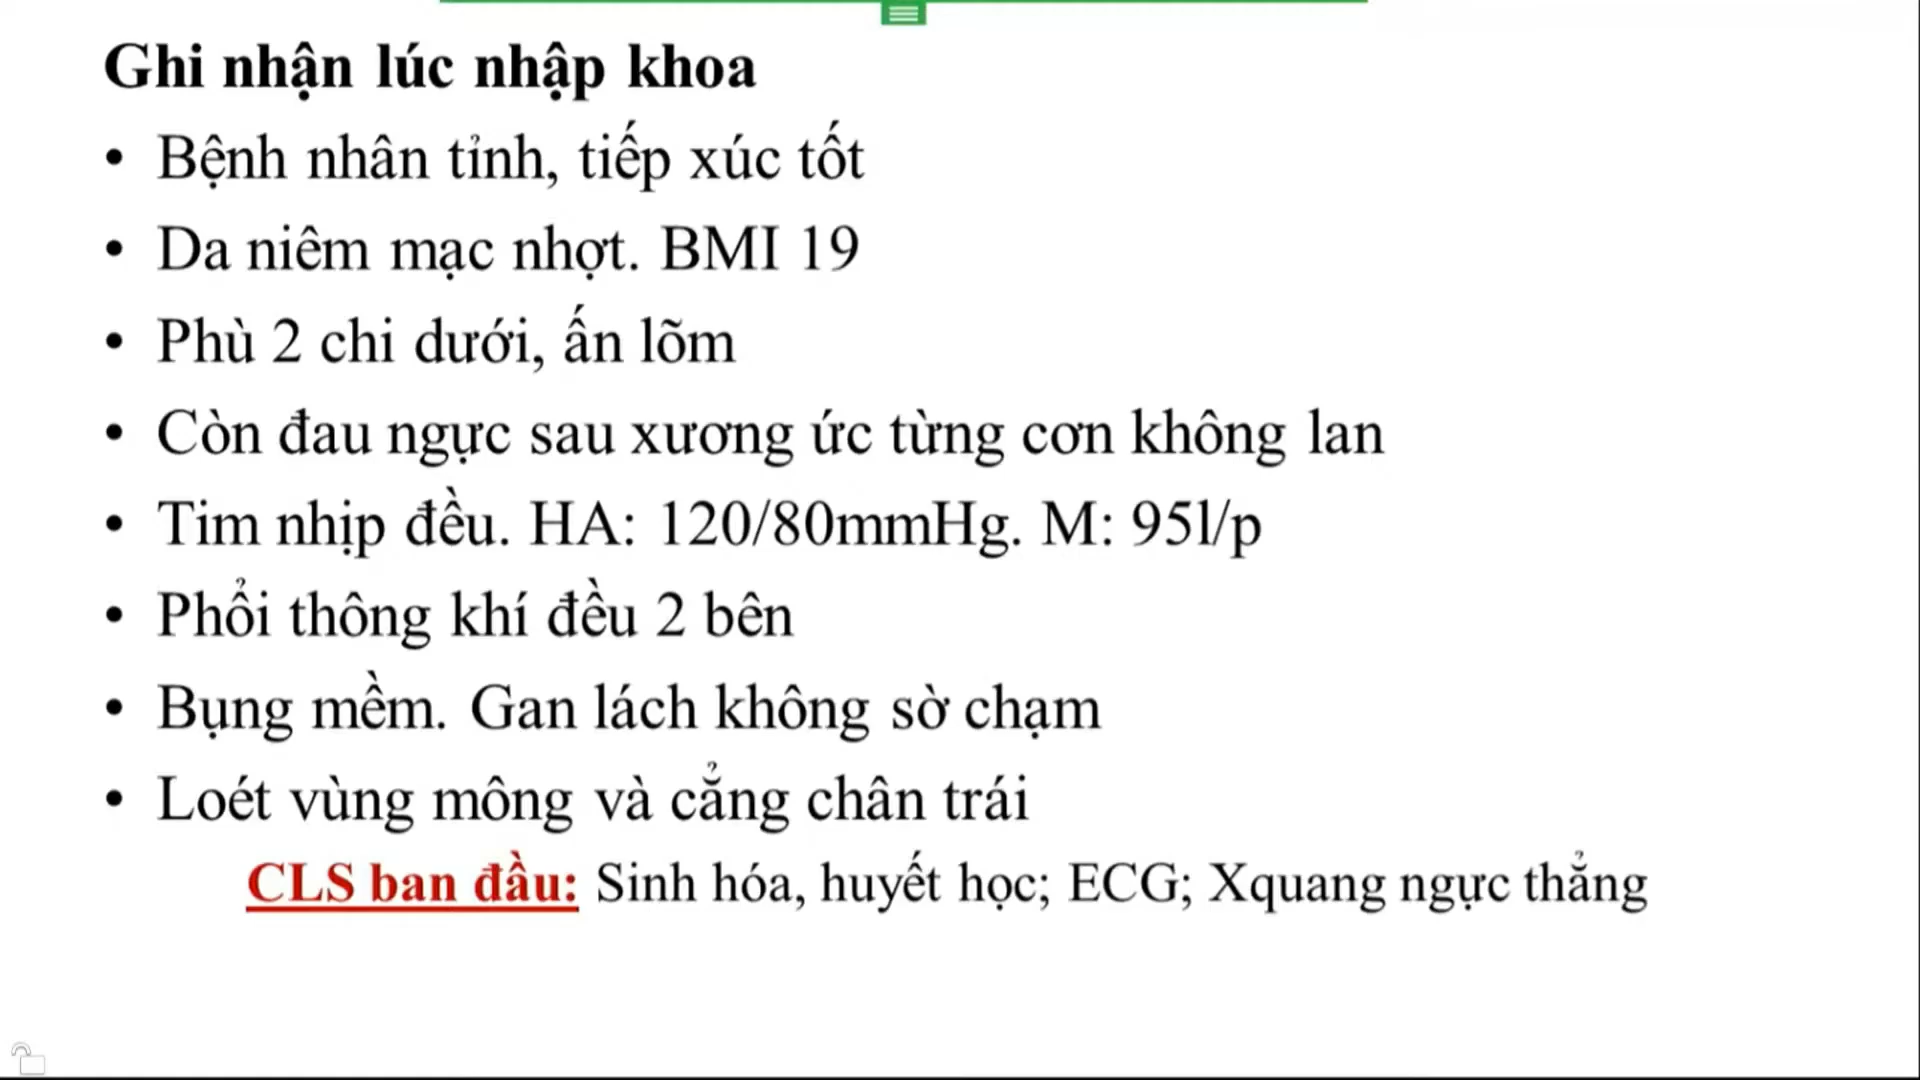 Ghi nhận lúc nhập khoa
• Bệnh nhân tỉnh, tiếp xúc tốt
• Da niêm mạc nhợt. BMI 19
• Phù 2 chi dưới, ấn lõm
• Còn đau ngực sau xương ức từng cơn không lan
• Tim nhịp đều. HA: 120/80mmHg. M: 95l/p
• Phổi thông khí đều 2 bên
• Bụng mềm. Gan lách không sờ chạm
• Loét vùng mông và cẳng chân trái
CLS ban đầu: Sinh hóa, huyết học; ECG; Xquang ngực thẳng